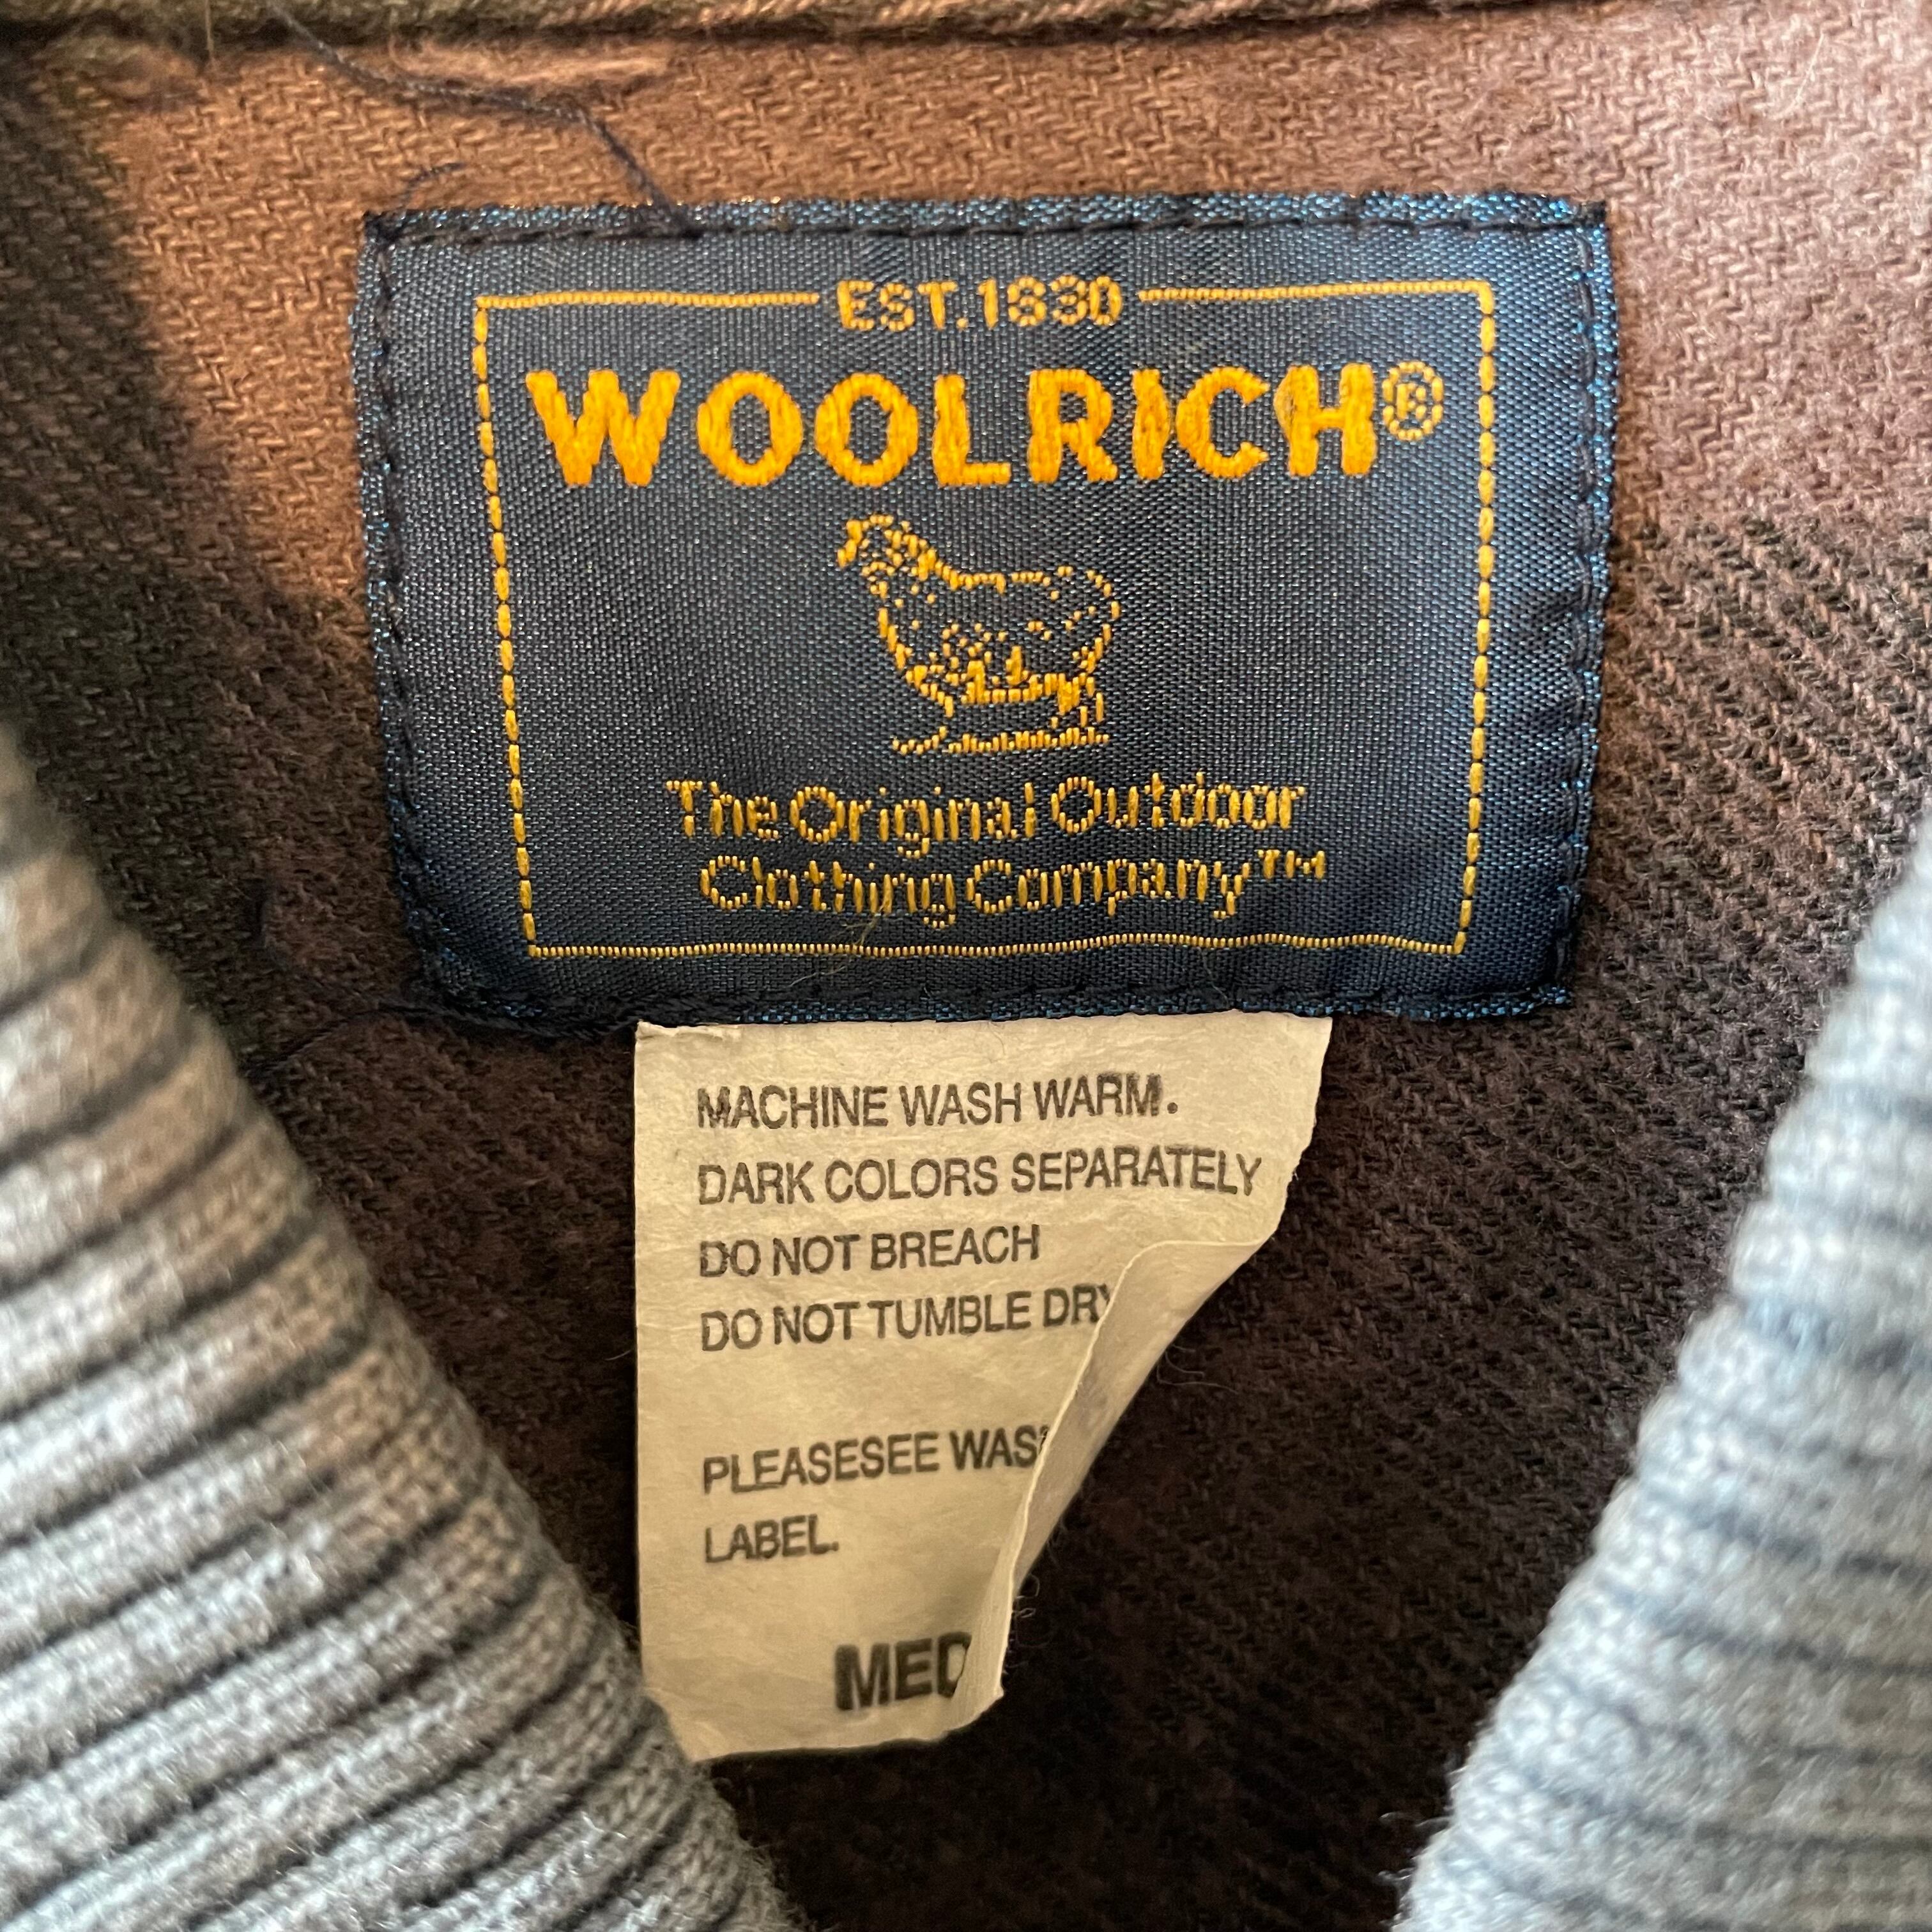 EST.1830
WOOLRICH®
The Original Outdoor
Clothing Company™
MACHINE WASH WARM.
DARK COLORS SEPARATELY
DO NOT BREACH
DO NOT TUMBLE DRY
PLEASESEE WASH
LABEL.
MED